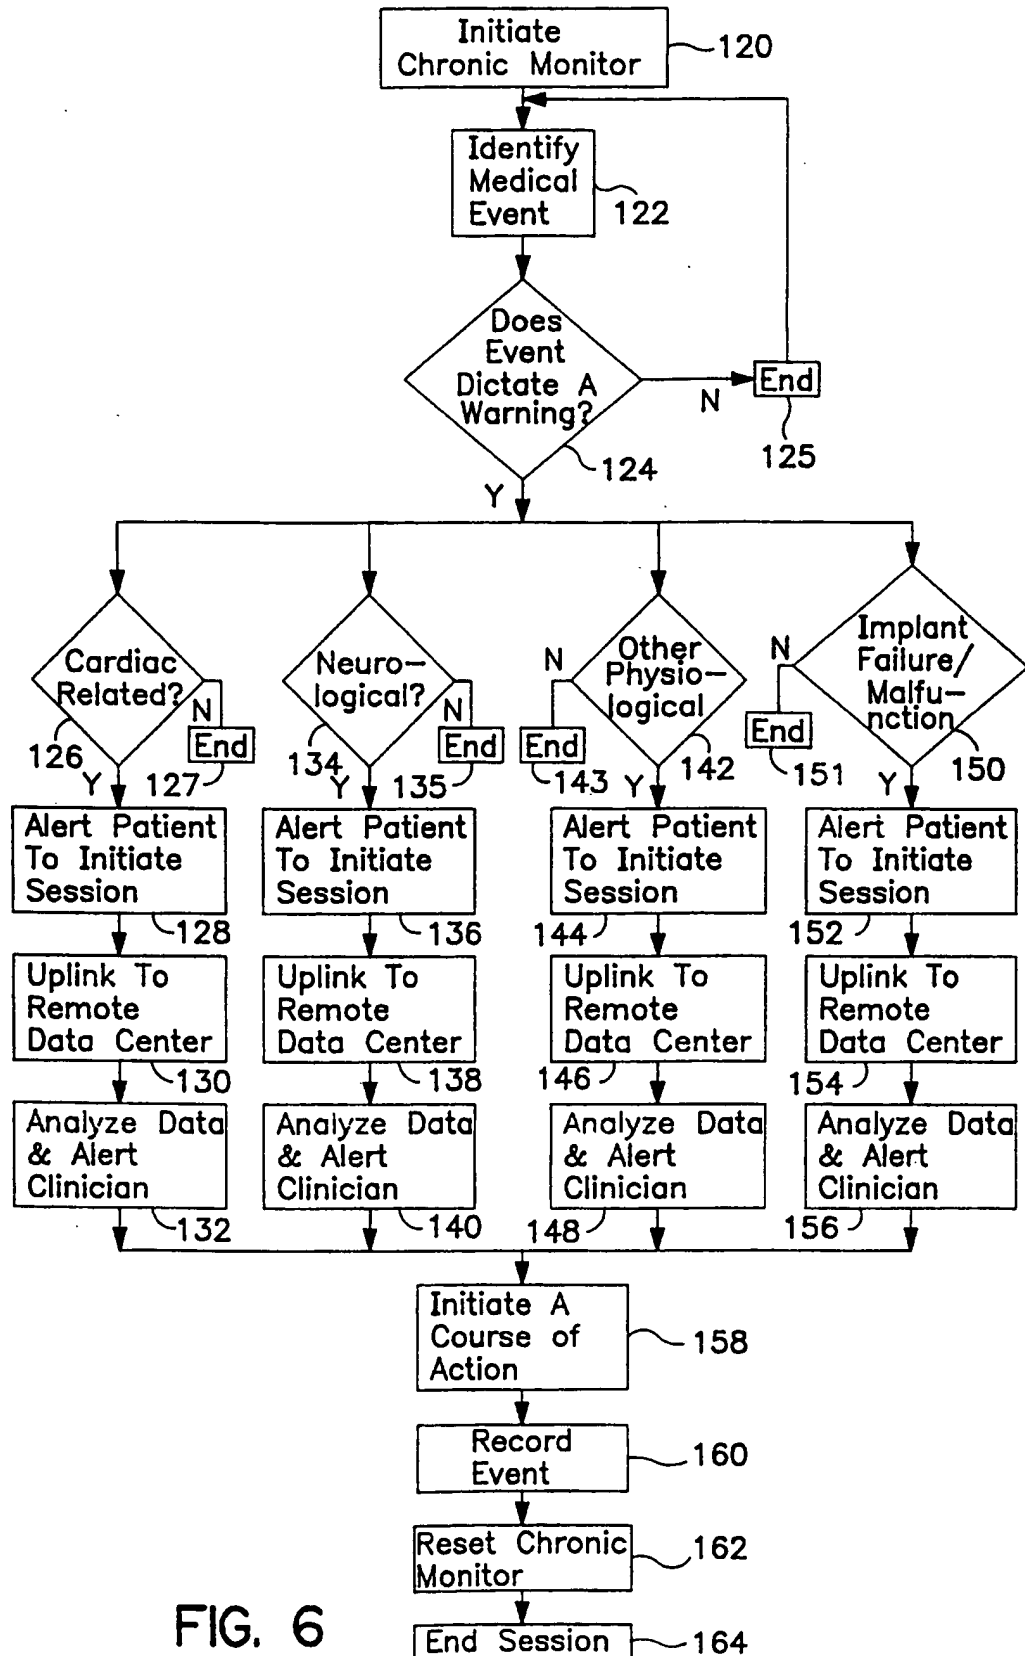 Initiate
Chronic Monitor
120
Identify
Medical
Event
122
Does
Event
Dictate A
Warning?
124
N
End
125
Y
Cardiac
Related?
126
N
End
127
Neuro-
logical?
134
N
End
135
Other
Physio-
logical
142
N
End
143
Implant
Failure/
Malfu-
nction
150
N
End
151
Y
Y
Y
Y
Alert Patient
To Initiate
Session
128
Alert Patient
To Initiate
Session
136
Alert Patient
To Initiate
Session
144
Alert Patient
To Initiate
Session
152
Uplink To
Remote
Data Center
130
Uplink To
Remote
Data Center
138
Uplink To
Remote
Data Center
146
Uplink To
Remote
Data Center
154
Analyze Data
& Alert
Clinician
132
Analyze Data
& Alert
Clinician
140
Analyze Data
& Alert
Clinician
148
Analyze Data
& Alert
Clinician
156
Initiate A
Course of
Action
158
Record
Event
160
Reset Chronic
Monitor
162
End Session
164
FIG. 6